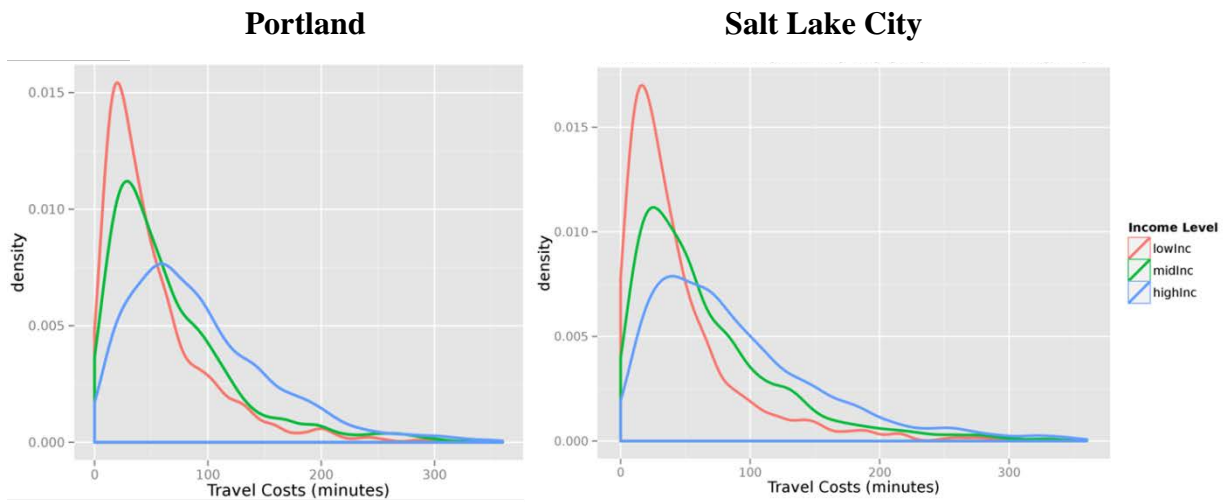 Portland
0.015
0.010
0.005
0.000
density
0 100 200 300
Travel Costs (minutes)
Salt Lake City
0.015
0.010
0.005
0.000
density
0 100 200 300
Travel Costs (minutes)
Income Level
lowInc
midInc
highInc